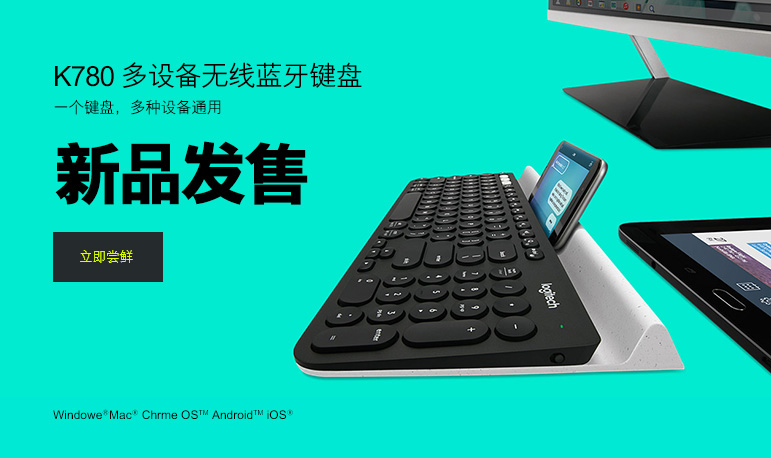 K780 多设备无线蓝牙键盘
一个键盘，多种设备通用
新品发售
立即尝鲜
logitech
Windowe®Mac® Chrme OS™ Android™ iOS®